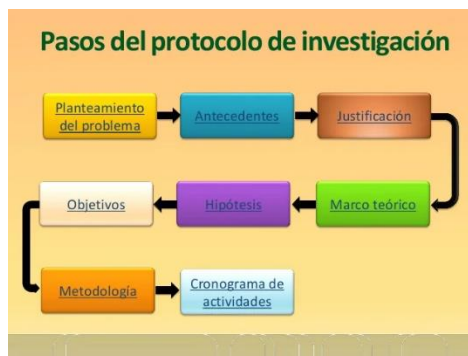 Pasos del protocolo de investigación
Planteamiento
del problema
Antecedentes
Justificación
Marco teórico
Hipótesis
Objetivos
Metodología
Cronograma de
actividades